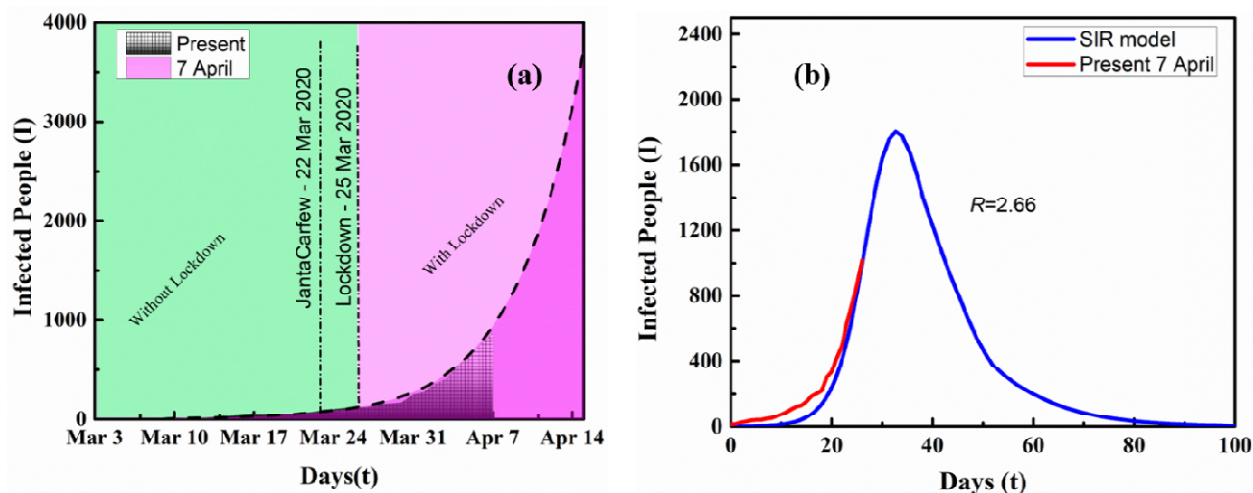 4000
3000
2000
1000
0
Infected People (I)
Present
7 April
(a)
Without Lockdown
JantaCarfew - 22 Mar 2020
Lockdown - 25 Mar 2020
With Lockdown
Mar 3 Mar 10 Mar 17 Mar 24 Mar 31 Apr 7 Apr 14
Days(t)
2400
2000
1600
1200
800
400
0
Infected People (I)
(b)
SIR model
Present 7 April
R=2.66
0 20 40 60 80 100
Days (t)